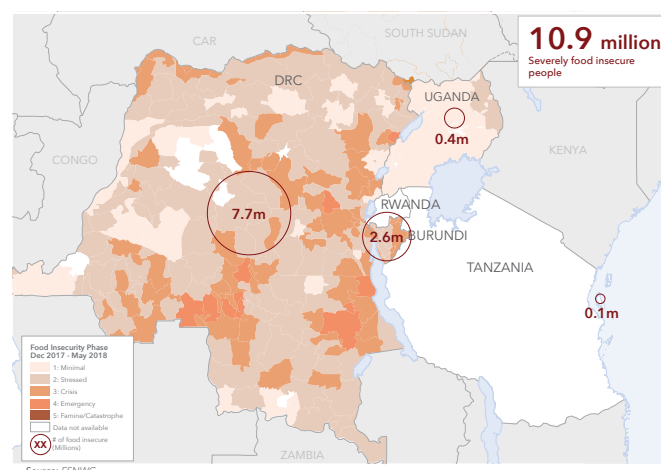 CAR
SOUTH SUDAN
10.9 million
Severely food insecure
people
DRC
UGANDA
0.4m
CONGO
KENYA
7.7m
RWANDA
2.6m
BURUNDI
TANZANIA
0.1m
Food Insecurity Phase
Dec 2017 - May 2018
1: Minimal
2: Stressed
3: Crisis
4: Emergency
5: Famine/Catastrophe
Data not available
XX
# of food insecure
(Millions)
ZAMBIA
Source: FSNWG